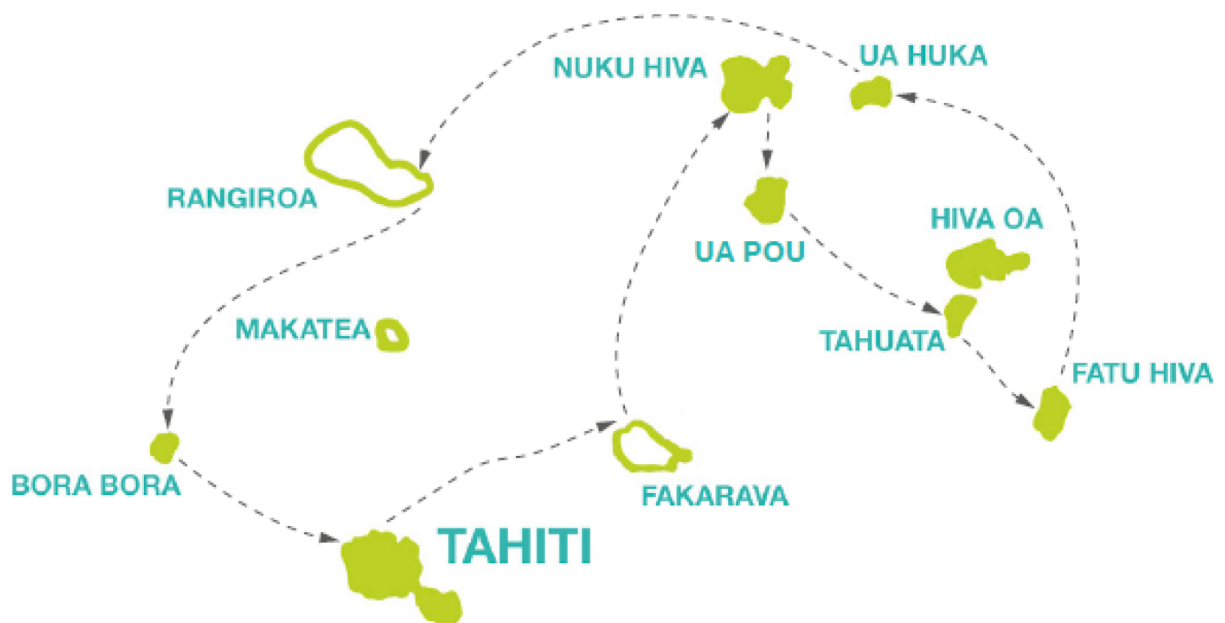 NUKU HIVA
UA HUKA
RANGIROA
UA POU
HIVA OA
MAKATEA
TAHUATA
FATU HIVA
BORA BORA
FAKARAVA
TAHITI